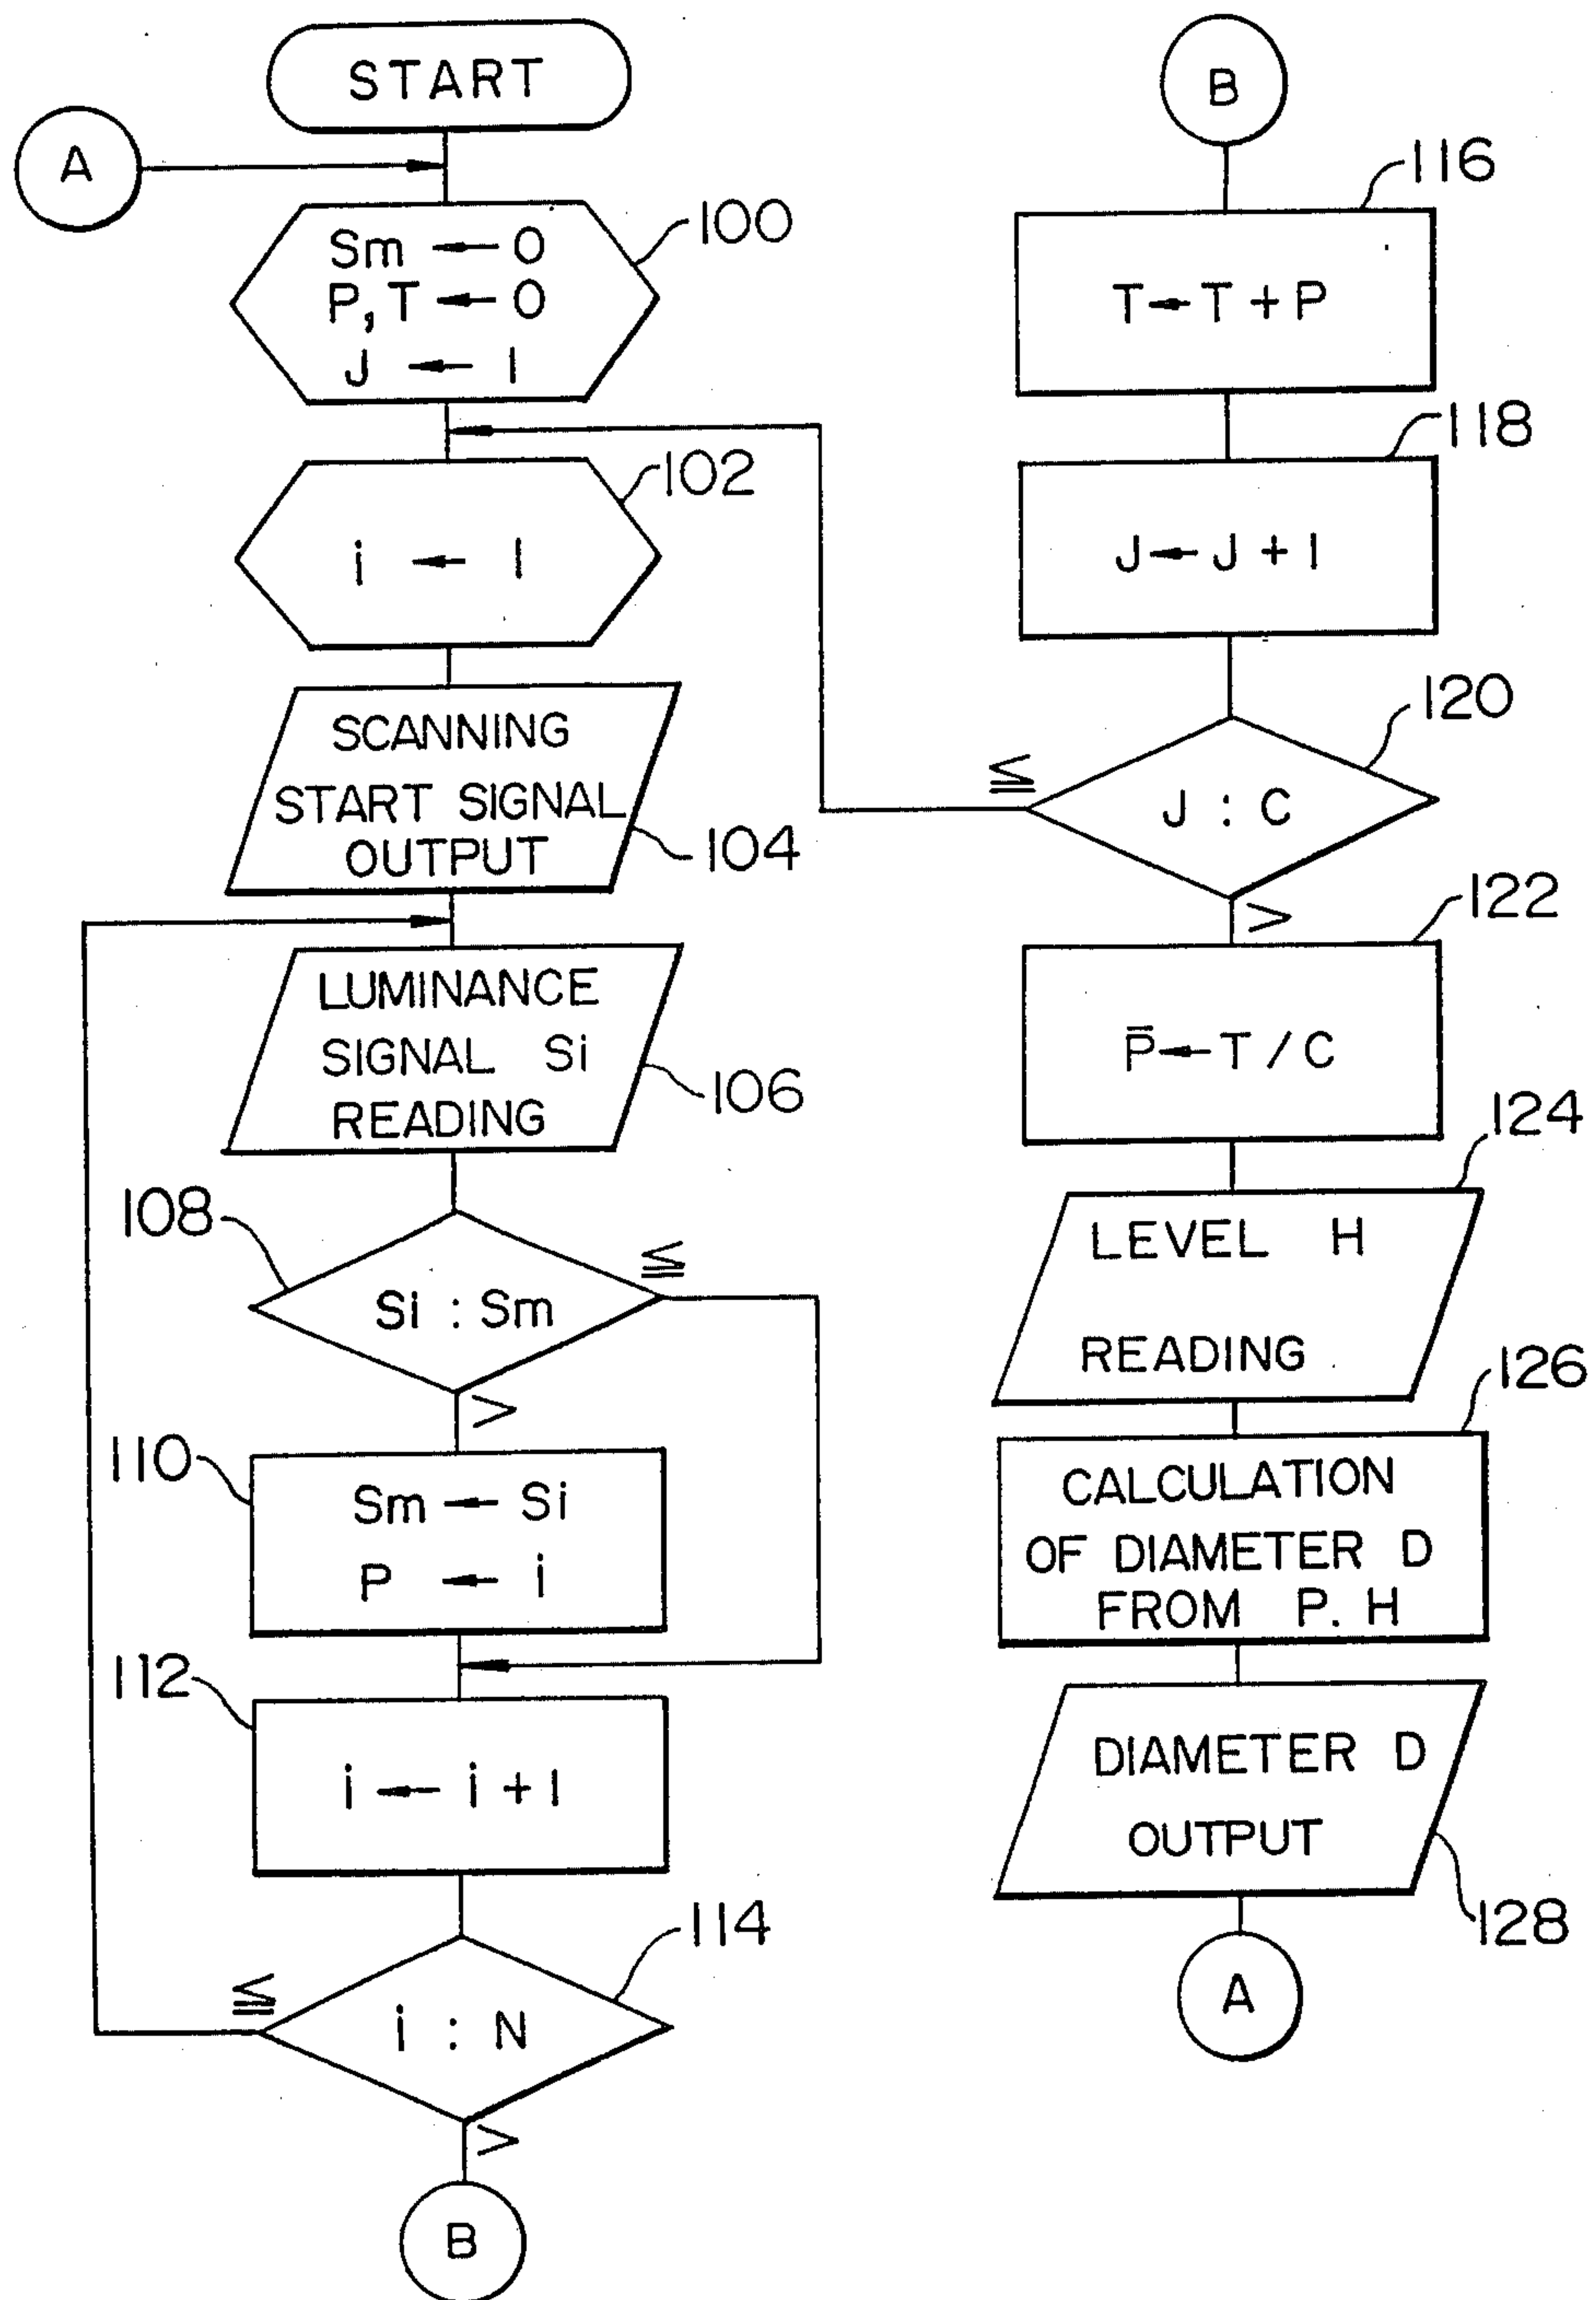 START
A
100
Sm ← 0
P, T ← 0
J ← 1
102
i ← 1
SCANNING
START SIGNAL
OUTPUT
104
LUMINANCE
SIGNAL Si
READING
106
108
Si : Sm
≦
>
110
Sm ← Si
P ← i
112
i ← i + 1
114
≦
i : N
>
B
B
116
T ← T + P
118
J ← J + 1
120
≦
J : C
>
122
P̄ ← T / C
124
LEVEL H
READING
126
CALCULATION
OF DIAMETER D
FROM P. H
DIAMETER D
OUTPUT
128
A